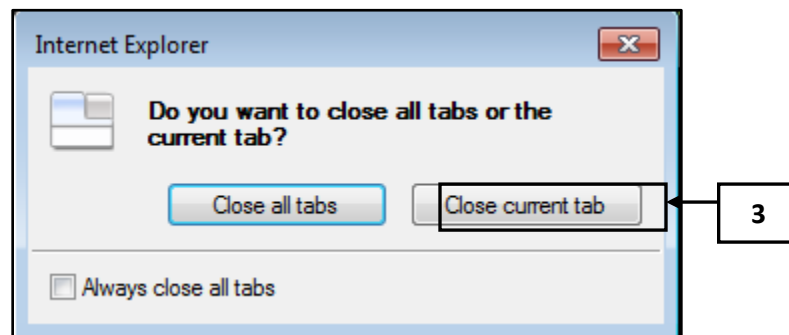 Internet Explorer
Do you want to close all tabs or the
current tab?
Close all tabs
Close current tab
3
Always close all tabs